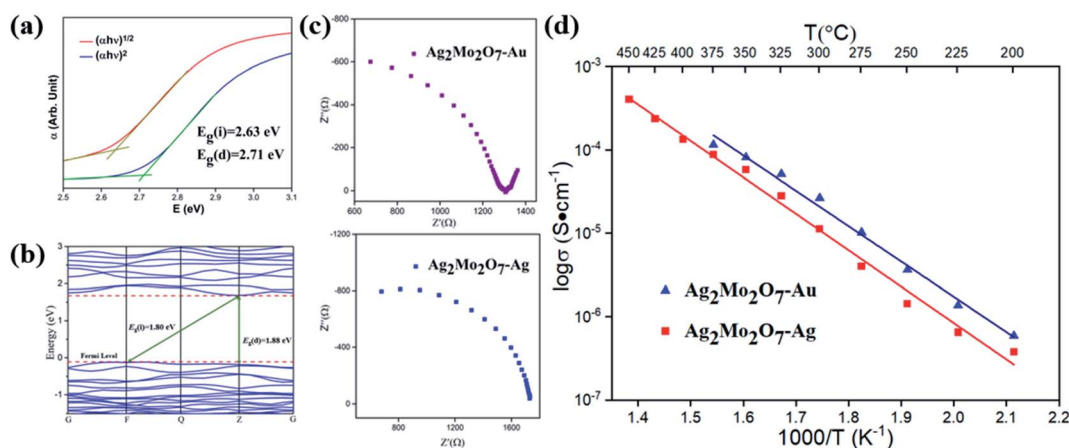 (a)
(αhν)1/2
(αhν)2
α (Arb. Unit)
Eg(i)=2.63 eV
Eg(d)=2.71 eV
2.5 2.6 2.7 2.8 2.9 3.0 3.1
E (eV)
(b)
3
2
1
0
-1
Energy (eV)
Eg(i)=1.80 eV
Eg(d)=1.88 eV
Fermi Level
G F Q Z G
(c)
-800
-600
-400
-200
0
Z''(Ω)
Ag2Mo2O7-Au
600 800 1000 1200 1400
Z'(Ω)
-1200
-800
-400
0
Z''(Ω)
Ag2Mo2O7-Ag
400 800 1200 1600
Z'(Ω)
(d)
T(°C)
450 425 400 375 350 325 300 275 250 225 200
10-4
10-5
10-6
10-7
logσ (S•cm-1)
Ag2Mo2O7-Au
Ag2Mo2O7-Ag
1.4 1.5 1.6 1.7 1.8 1.9 2.0 2.1 2.2
1000/T (K-1)